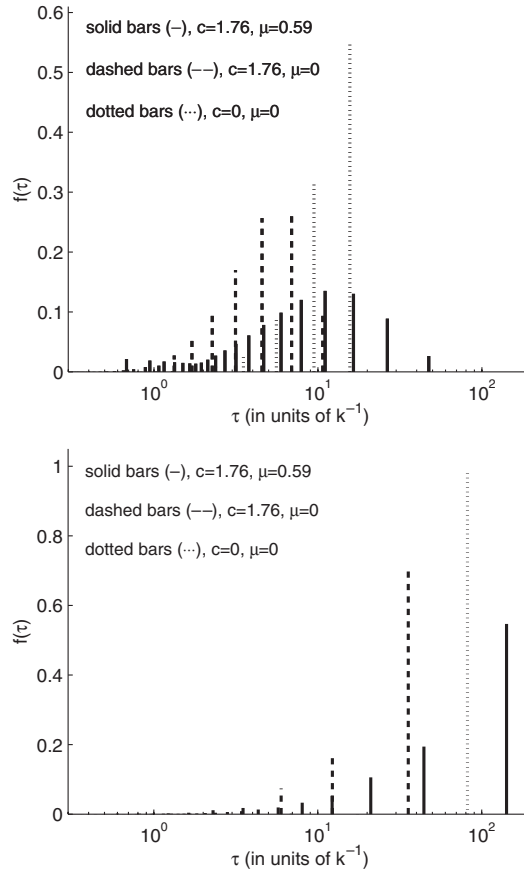 0.6
solid bars (−), c=1.76, μ=0.59
0.5
dashed bars (−−), c=1.76, μ=0
dotted bars (···), c=0, μ=0
0.4
f(τ)
0.3
0.2
0.1
0
10⁰
10¹
10²
τ (in units of k⁻¹)
1
solid bars (−), c=1.76, μ=0.59
dashed bars (−−), c=1.76, μ=0
0.8
dotted bars (···), c=0, μ=0
f(τ)
0.6
0.4
0.2
0
10⁰
10¹
10²
τ (in units of k⁻¹)